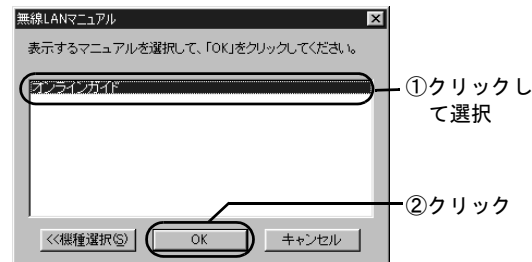 無線LANマニュアル
表示するマニュアルを選択して、「OK」をクリックしてください。
オンラインガイド
①クリックし
て選択
②クリック
<<機種選択(S)
OK
キャンセル